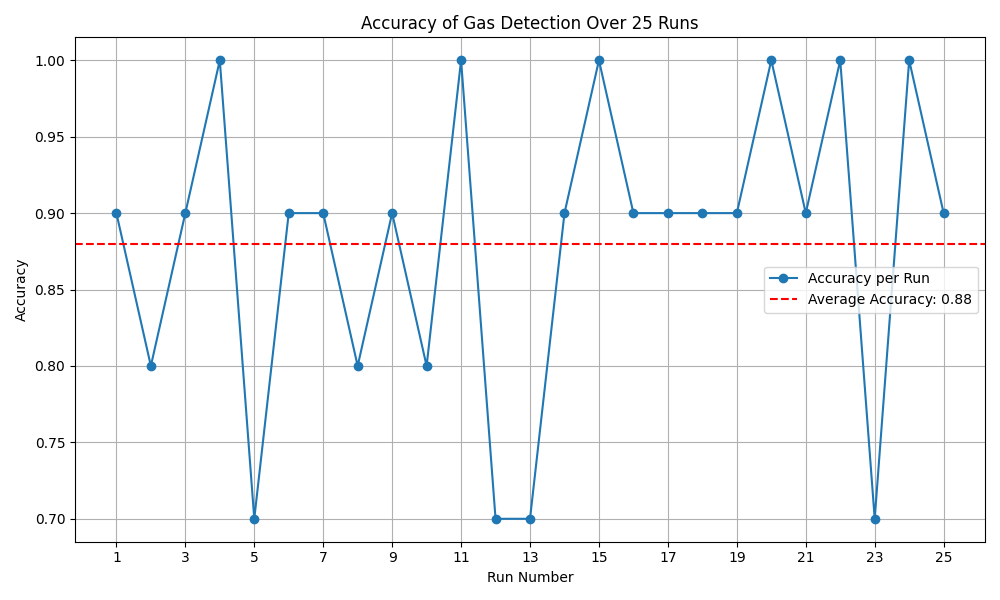 Accuracy of Gas Detection Over 25 Runs
1.00
0.95
0.90
0.85
0.80
0.75
0.70
Accuracy
Accuracy per Run
Average Accuracy: 0.88
1 3 5 7 9 11 13 15 17 19 21 23 25
Run Number